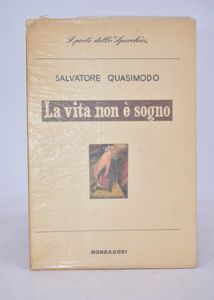 I poeti dello "Specchio"
SALVATORE QUASIMODO
La vita non è sogno
MONDADORI